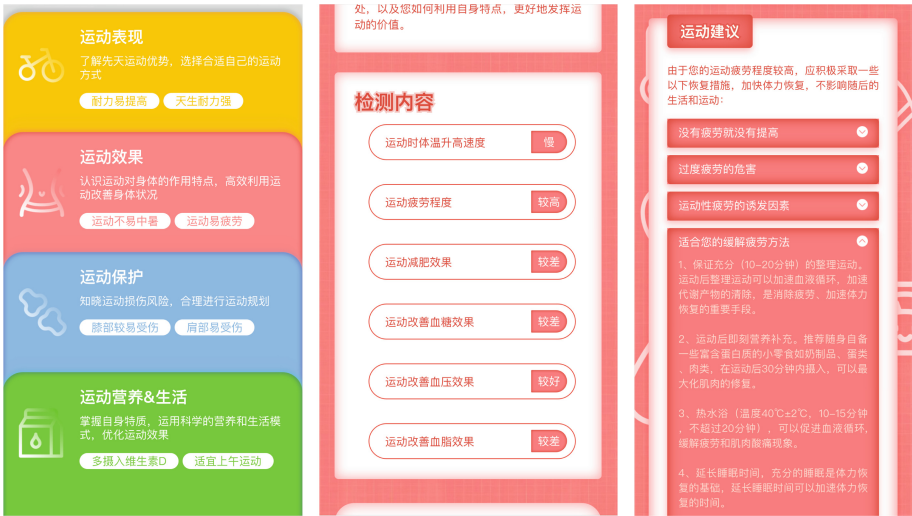 运动表现
了解先天运动优势，选择合适自己的运动
方式
耐力易提高
天生耐力强
运动效果
认识运动对身体的作用特点，高效利用运
动改善身体状况
运动不易中暑
运动易疲劳
运动保护
知晓运动损伤风险，合理进行运动规划
膝部较易受伤
肩部易受伤
运动营养&生活
掌握自身特质，运用科学的营养和生活模
式，优化运动效果
多摄入维生素D
适宜上午运动
处，以及您如何利用自身特点，更好地发挥运
动的价值。
检测内容
运动时体温升高速度
慢
运动疲劳程度
较高
运动减肥效果
较差
运动改善血糖效果
较差
运动改善血压效果
较好
运动改善血脂效果
较差
运动建议
由于您的运动疲劳程度较高，应积极采取一些
以下恢复措施，加快体力恢复，不影响随后的
生活和运动：
没有疲劳就没有提高
过度疲劳的危害
运动性疲劳的诱发因素
适合您的缓解疲劳方法
1、保证充分（10-20分钟）的整理运动。
运动后整理运动可以加速血液循环，加速
代谢产物的清除，是消除疲劳、加速体力
恢复的重要手段。
2、运动后即刻营养补充。推荐随身自备
一些富含蛋白质的小零食如奶制品、蛋类
、肉类，在运动后30分钟内摄入，可以最
大化肌肉的修复。
3、热水浴（温度40℃±2℃，10-15分钟
，不超过20分钟），可以促进血液循环，
缓解疲劳和肌肉酸痛现象。
4、延长睡眠时间，充分的睡眠是体力恢
复的基础，延长睡眠时间可以加速体力恢
复的时间。